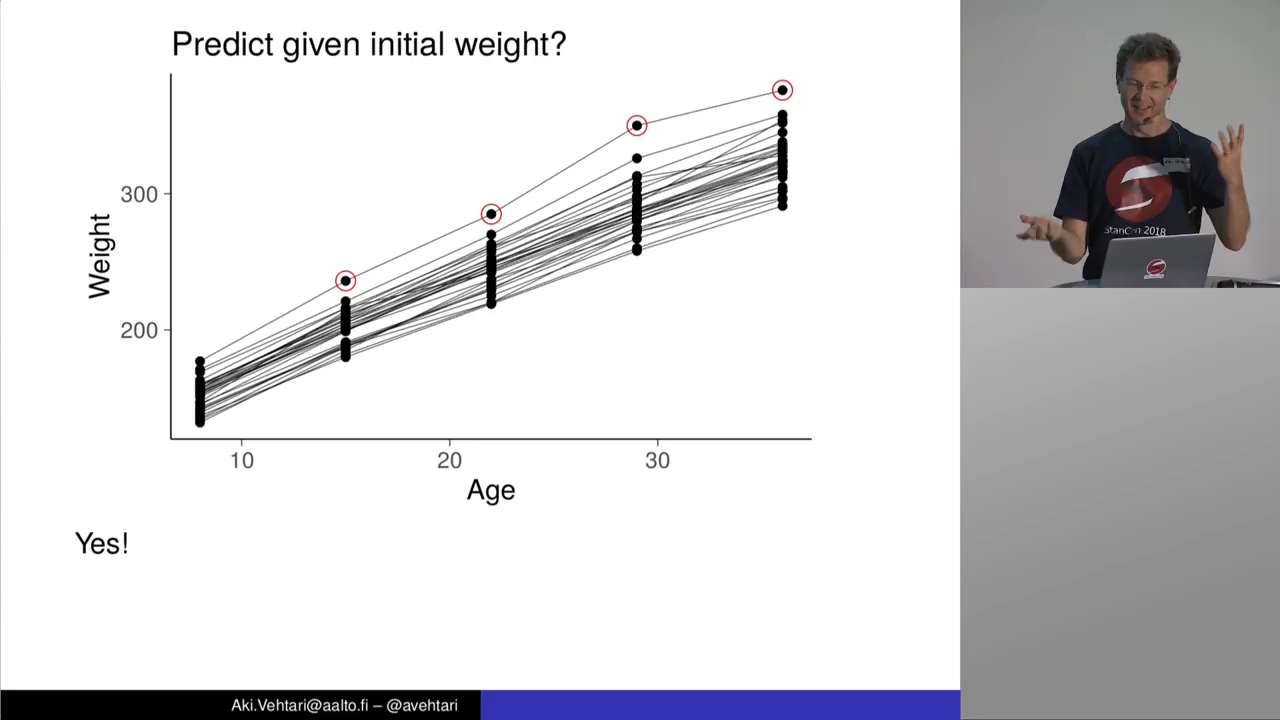 Predict given initial weight?
300
200
Weight
10
20
30
Age
Yes!
Aki.Vehtari@aalto.fi – @avehtari
StanCon 2018